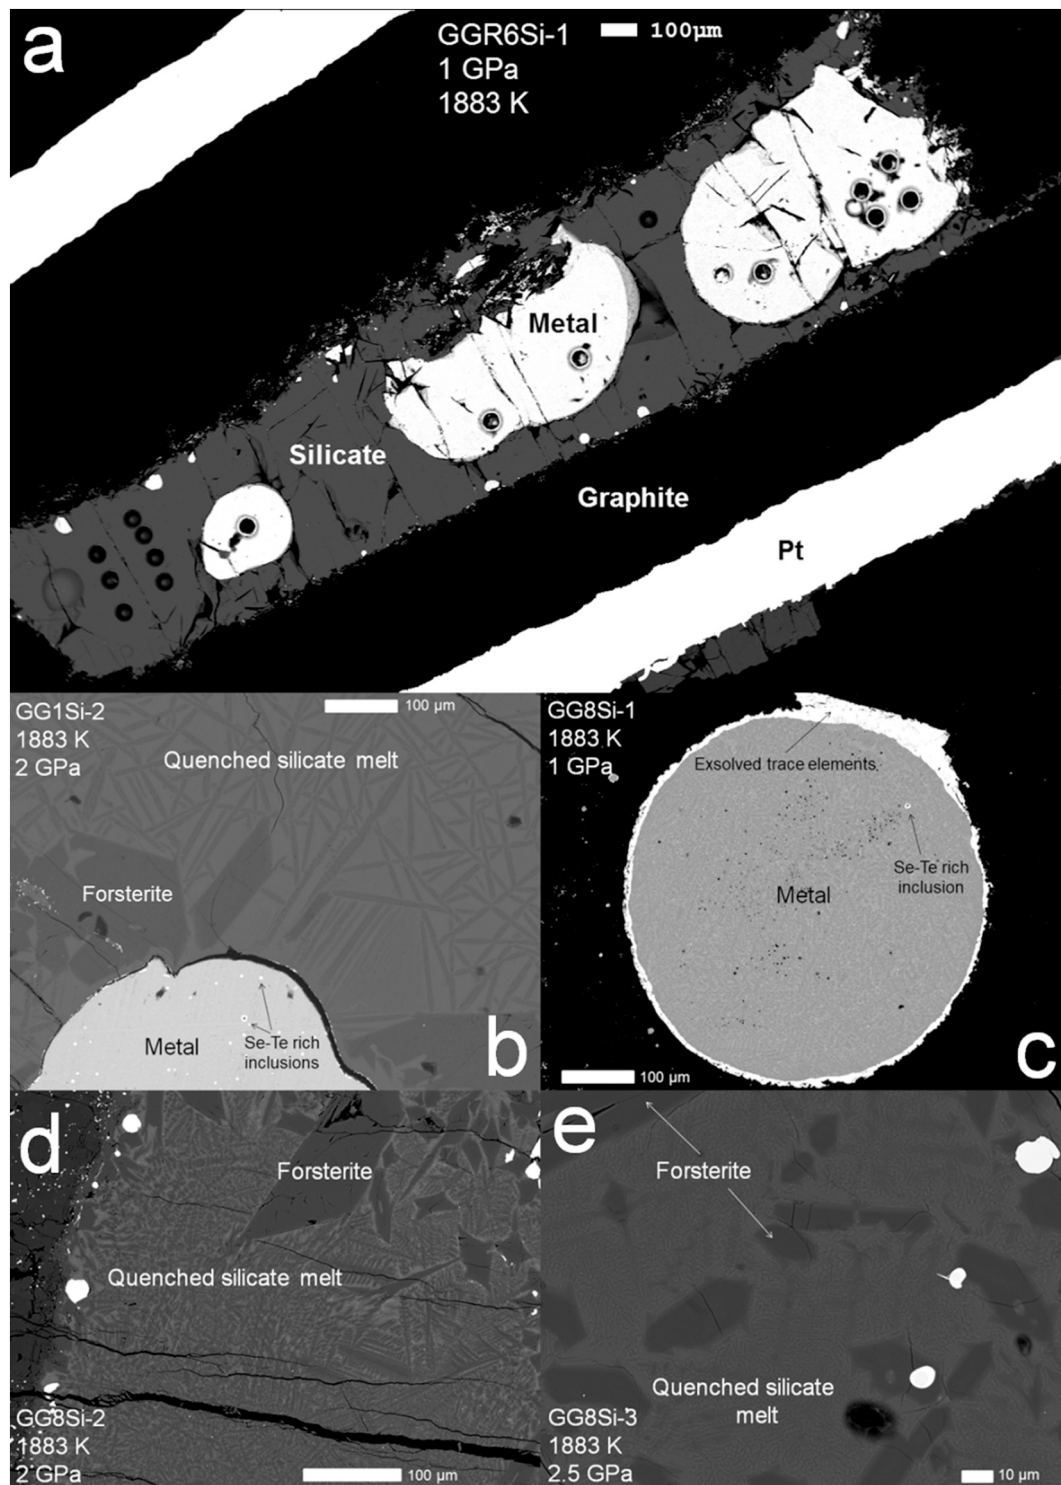 a
GGR6Si-1
100µm
1 GPa
1883 K
Metal
Silicate
Graphite
Pt
GG1Si-2
1883 K
2 GPa
100 µm
Quenched silicate melt
Forsterite
Metal
Se-Te rich
inclusions
b
GG8Si-1
1883 K
1 GPa
Exsolved trace elements
Se-Te rich
inclusion
Metal
100 µm
c
d
Forsterite
Quenched silicate melt
GG8Si-2
1883 K
2 GPa
100 µm
e
Forsterite
Quenched silicate
melt
GG8Si-3
1883 K
2.5 GPa
10 µm